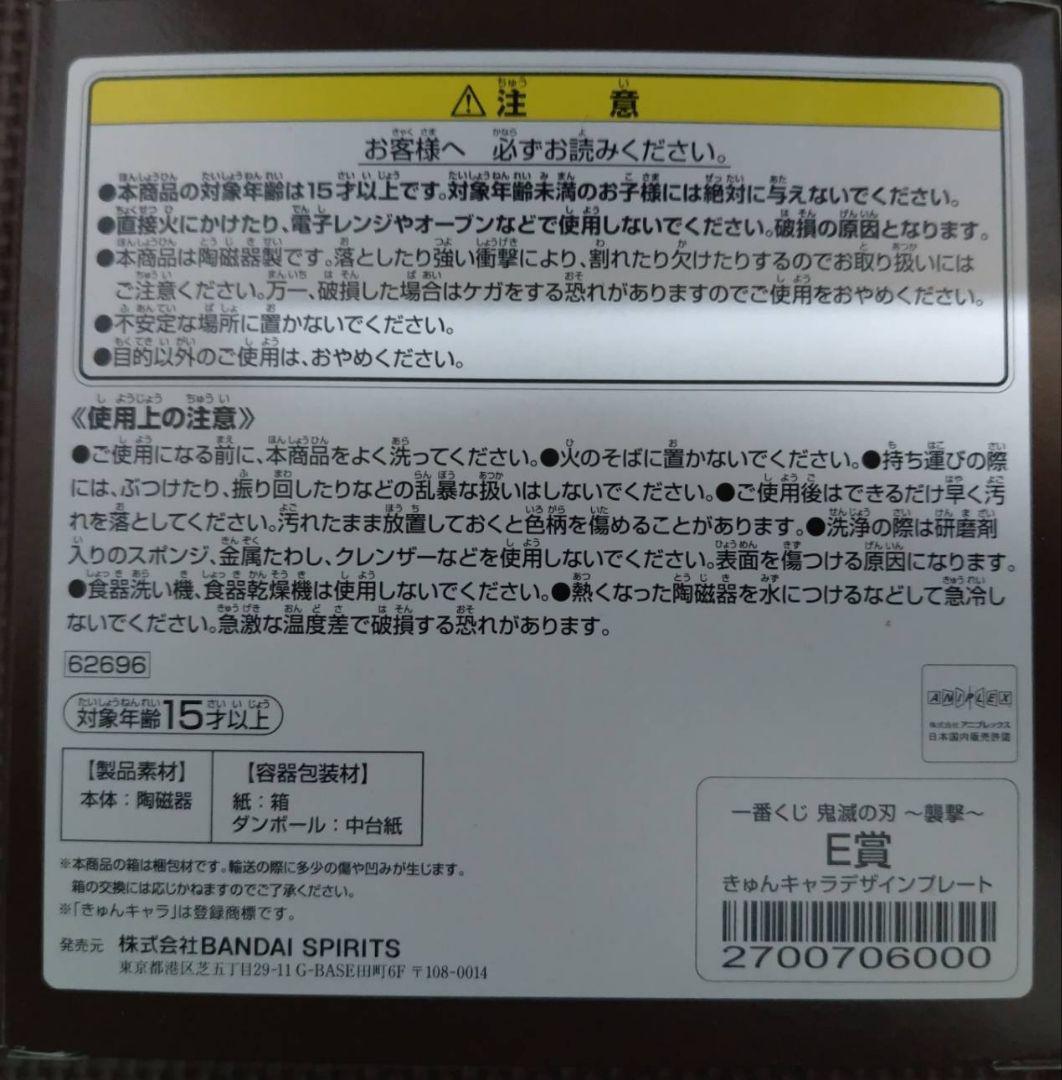 ⚠注意
お客様へ 必ずお読みください。
●本商品の対象年齢は15才以上です。対象年齢未満のお子様には絶対に与えないでください。
●直接火にかけたり、電子レンジやオーブンなどで使用しないでください。破損の原因となります。
●本商品は陶磁器製です。落としたり強い衝撃により、割れたり欠けたりするのでお取り扱いには
ご注意ください。万一、破損した場合はケガをする恐れがありますのでご使用をおやめください。
●不安定な場所に置かないでください。
●目的以外のご使用は、おやめください。
《使用上の注意》
●ご使用になる前に、本商品をよく洗ってください。●火のそばに置かないでください。●持ち運びの際
には、ぶつけたり、振り回したりなどの乱暴な扱いはしないでください。●ご使用後はできるだけ早く汚
れを落としてください。汚れたまま放置しておくと色柄を傷めることがあります。●洗浄の際は研磨剤
入りのスポンジ、金属たわし、クレンザーなどを使用しないでください。表面を傷つける原因になります。
●食器洗い機、食器乾燥機は使用しないでください。●熱くなった陶磁器を水につけるなどして急冷し
ないでください。急激な温度差で破損する恐れがあります。
62696
対象年齢15才以上
ANIPLEX
株式会社アニプレックス
日本国内販売許諾
【製品素材】
本体：陶磁器
【容器包装材】
紙：箱
ダンボール：中台紙
※本商品の箱は梱包材です。輸送の際に多少の傷や凹みが生じます。
箱の交換には応じかねますのでご了承ください。
※「きゅんキャラ」は登録商標です。
発売元 株式会社BANDAI SPIRITS
東京都港区芝五丁目29-11 G-BASE田町6F 〒108-0014
一番くじ 鬼滅の刃 ～襲撃～
E賞
きゅんキャラデザインプレート
2700706000